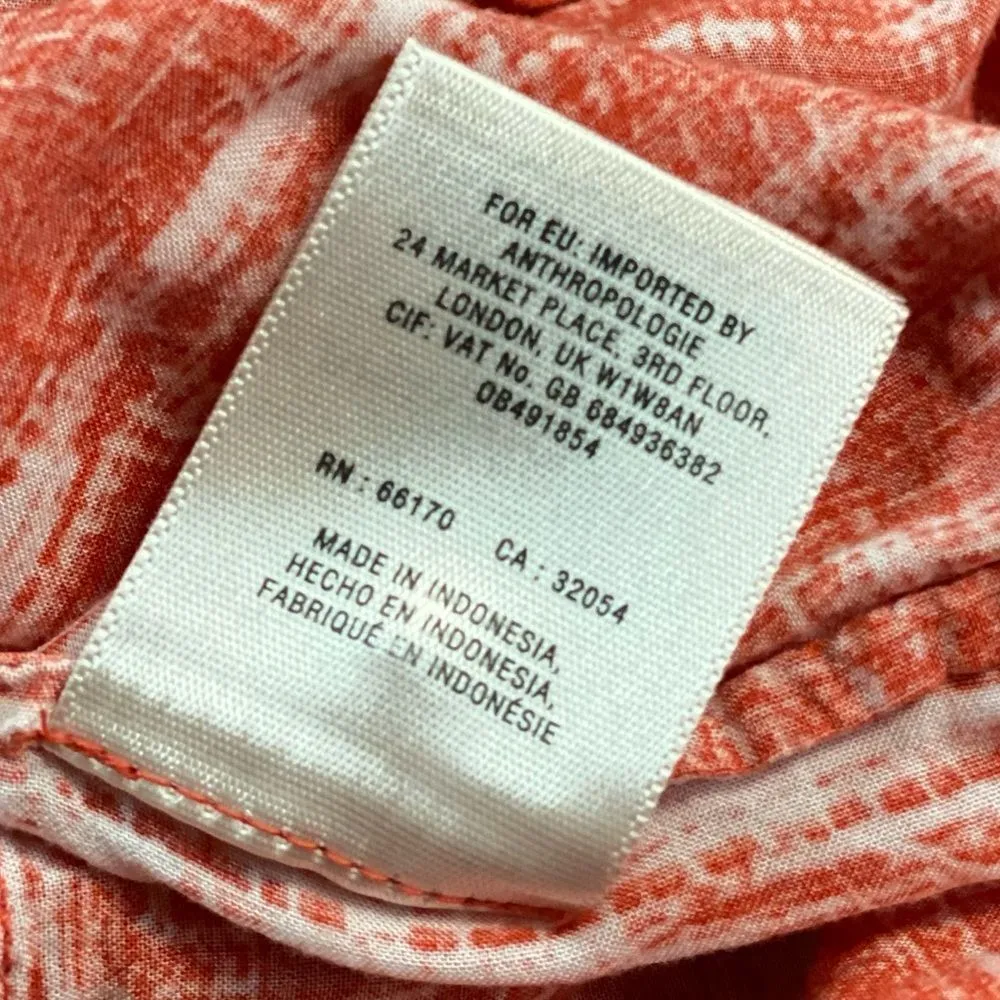 FOR EU: IMPORTED BY
ANTHROPOLOGIE
24 MARKET PLACE, 3RD FLOOR,
LONDON, UK W1W8AN
CIF: VAT No. GB 684936382
OB491854
RN : 66170 CA : 32054
MADE IN INDONESIA,
HECHO EN INDONESIA,
FABRIQUÉ EN INDONÉSIE